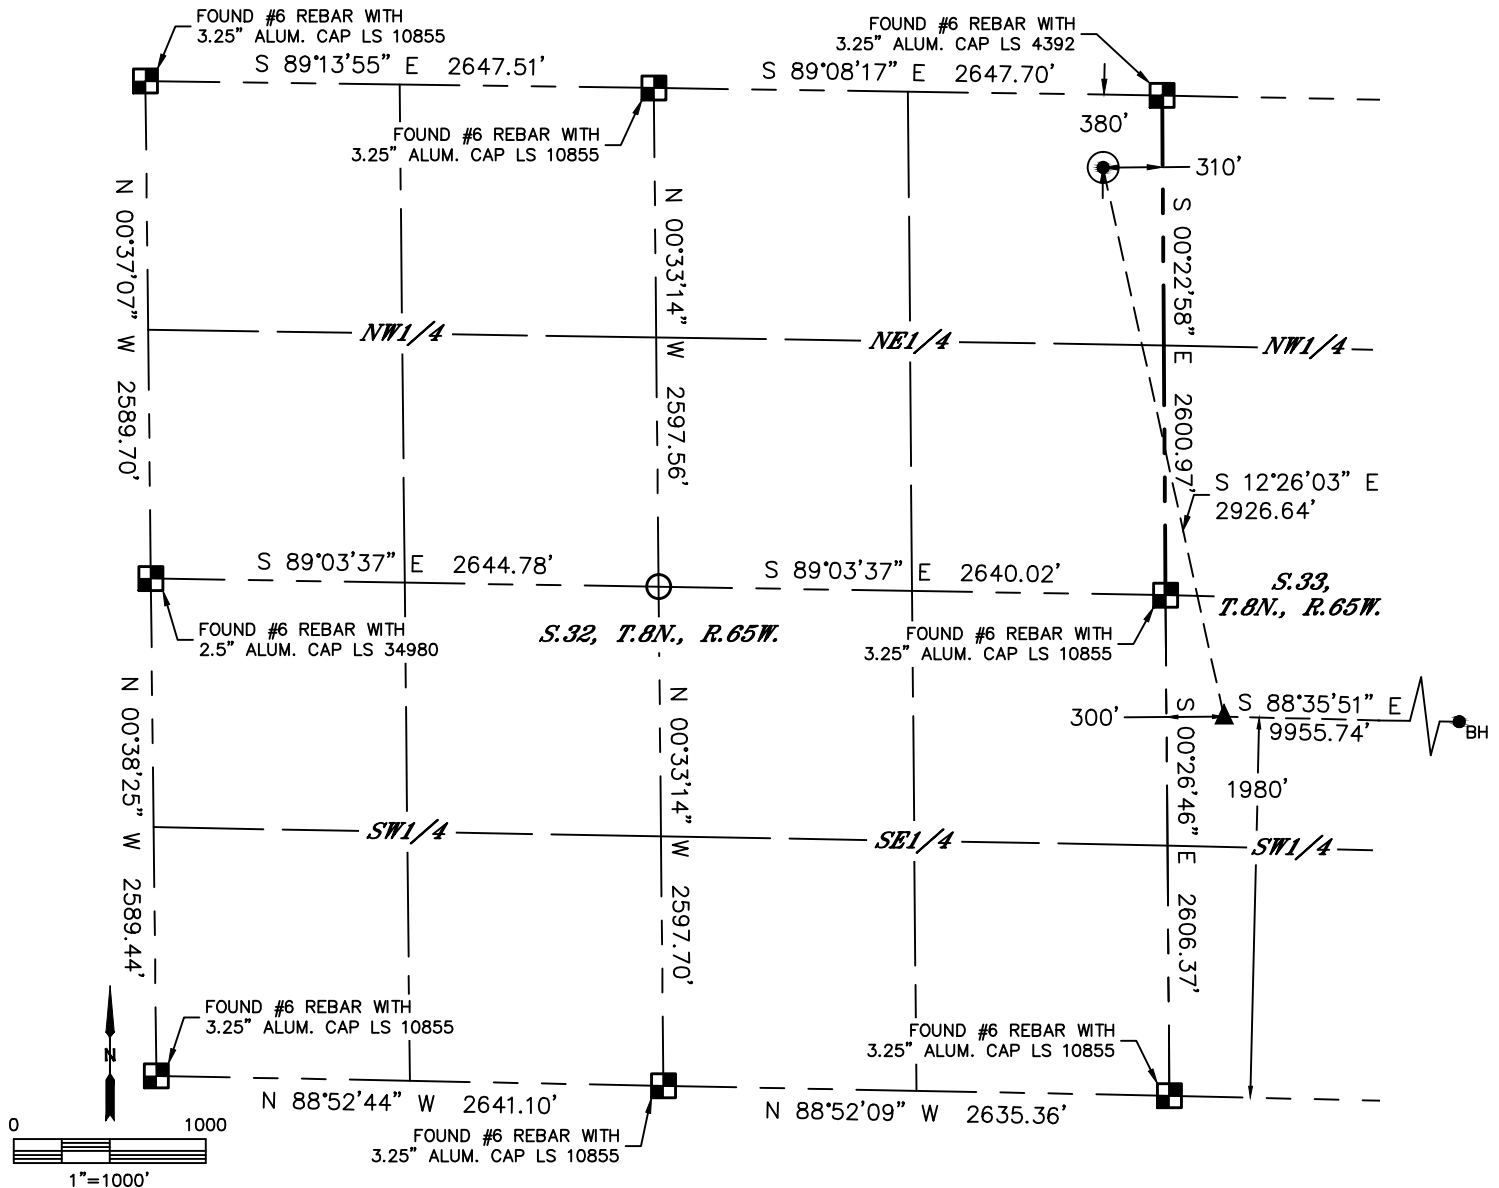 FOUND #6 REBAR WITH
3.25" ALUM. CAP LS 10855
FOUND #6 REBAR WITH
3.25" ALUM. CAP LS 4392
S 89°13'55" E 2647.51'
S 89°08'17" E 2647.70'
380'
FOUND #6 REBAR WITH
3.25" ALUM. CAP LS 10855
310'
N 00°37'07" W 2589.70'
N 00°33'14" W 2597.56'
S 00°22'58" E 2600.97'
NW1/4
NE1/4
NW1/4
S 12°26'03" E
2926.64'
S 89°03'37" E 2644.78'
S 89°03'37" E 2640.02'
S.33,
T.8N., R.65W.
FOUND #6 REBAR WITH
2.5" ALUM. CAP LS 34980
S.32, T.8N., R.65W.
FOUND #6 REBAR WITH
3.25" ALUM. CAP LS 10855
N 00°38'25" W 2589.44'
N 00°33'14" W 2597.70'
300'
S 00°26'46" E 2606.37'
S 88°35'51" E
9955.74'
BH
1980'
SW1/4
SE1/4
SW1/4
FOUND #6 REBAR WITH
3.25" ALUM. CAP LS 10855
FOUND #6 REBAR WITH
3.25" ALUM. CAP LS 10855
N
N 88°52'44" W 2641.10'
N 88°52'09" W 2635.36'
0 1000
FOUND #6 REBAR WITH
3.25" ALUM. CAP LS 10855
1"=1000'